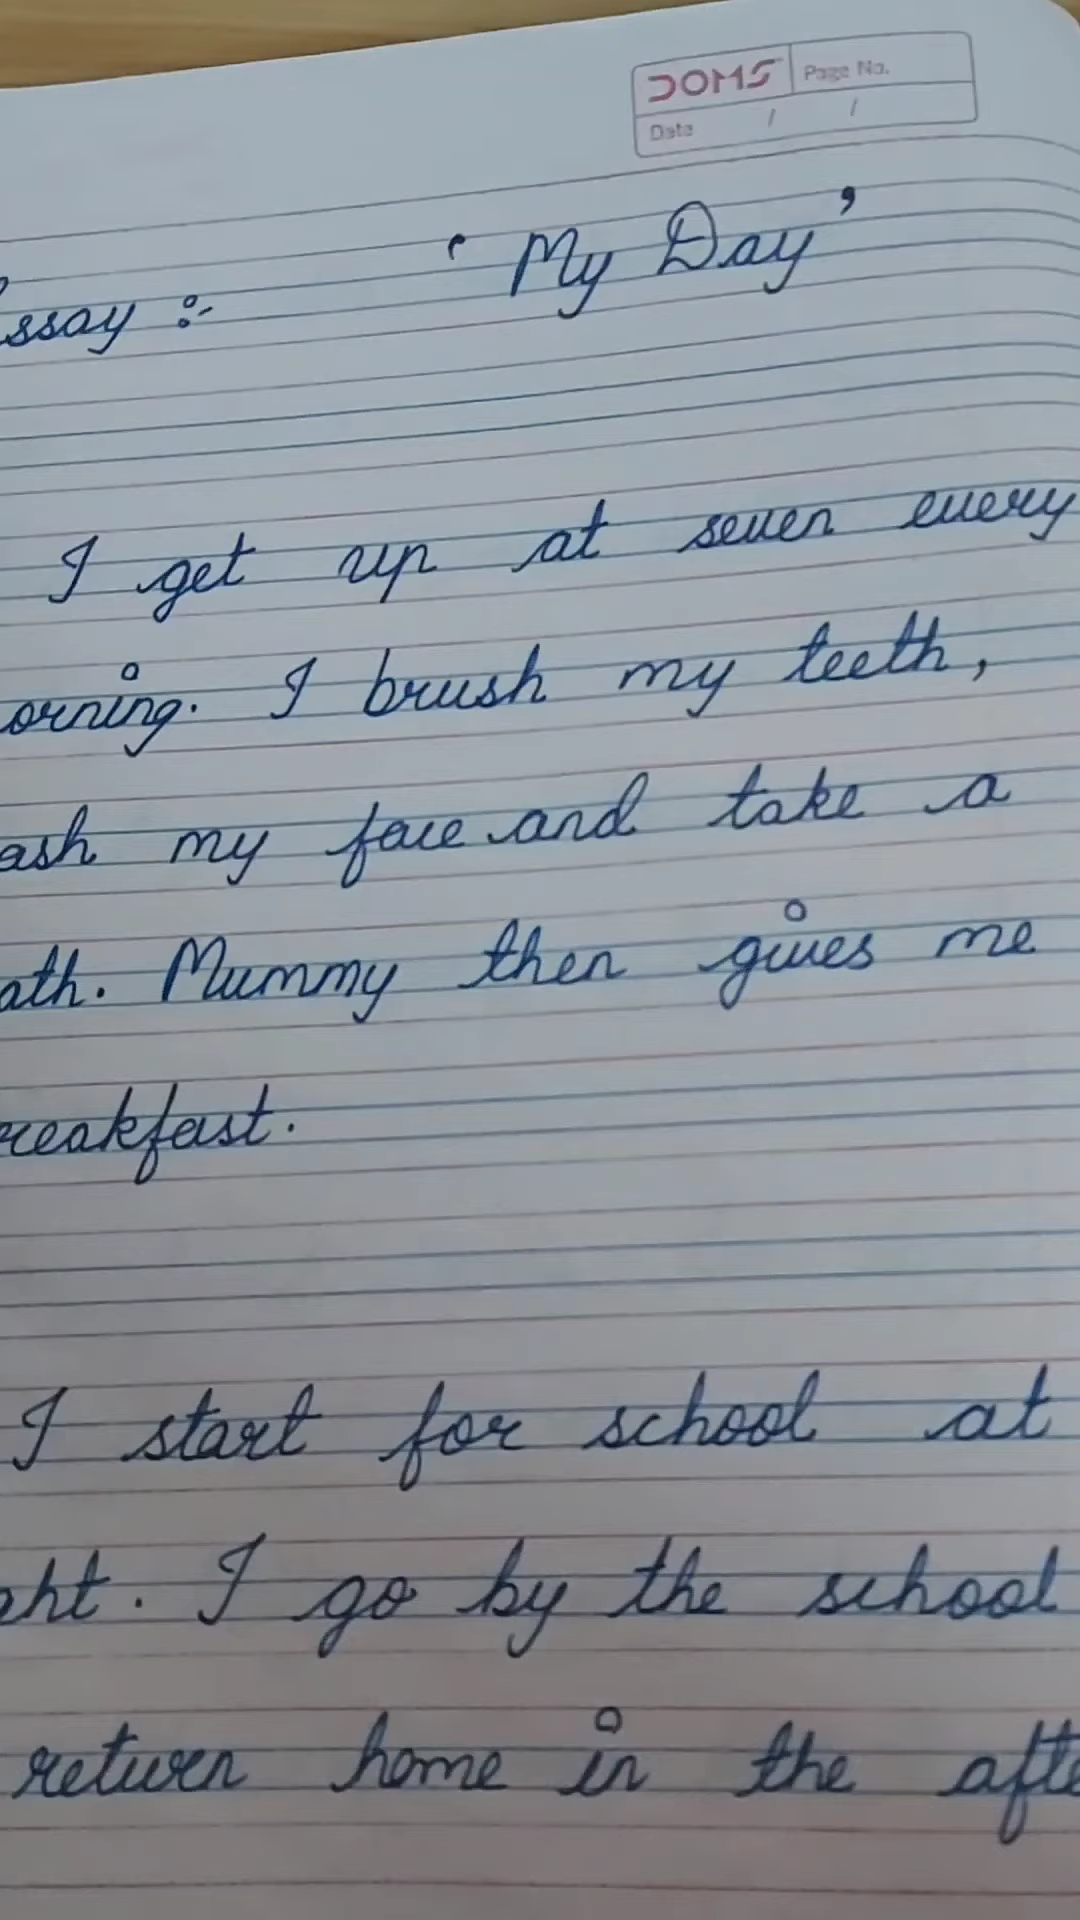 DOMS Page No.
Date / /
ssay :- ‘ My Day ’
I get up at seven every
orning. I brush my teeth,
ash my face and take a
ath. Mummy then gives me
reakfast.
I start for school at
ght. I go by the school
return home in the afte